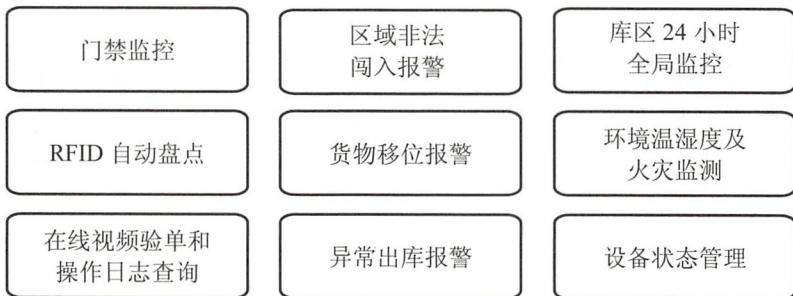 门禁监控
区域非法
闯入报警
库区 24 小时
全局监控
RFID 自动盘点
货物移位报警
环境温湿度及
火灾监测
在线视频验单和
操作日志查询
异常出库报警
设备状态管理